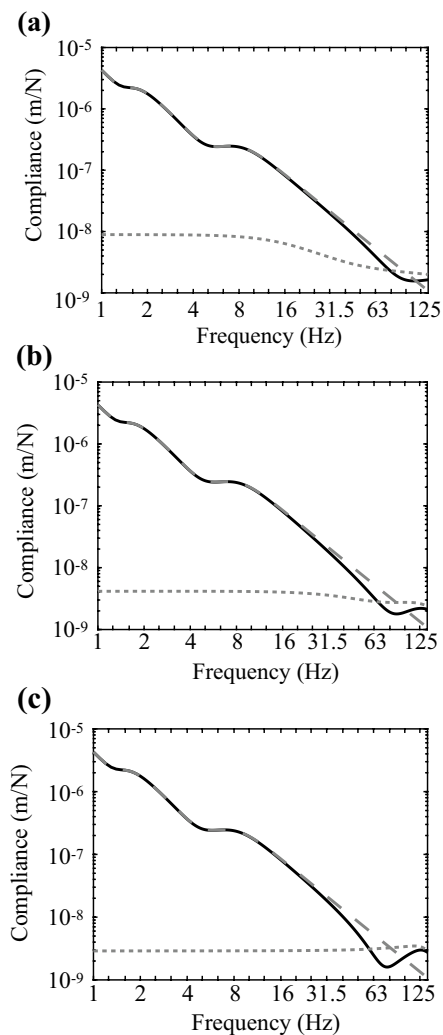 (a)
10-5
10-6
10-7
10-8
10-9
Compliance (m/N)
1 2 4 8 16 31.5 63 125
Frequency (Hz)
(b)
10-5
10-6
10-7
10-8
10-9
Compliance (m/N)
1 2 4 8 16 31.5 63 125
Frequency (Hz)
(c)
10-5
10-6
10-7
10-8
10-9
Compliance (m/N)
1 2 4 8 16 31.5 63 125
Frequency (Hz)